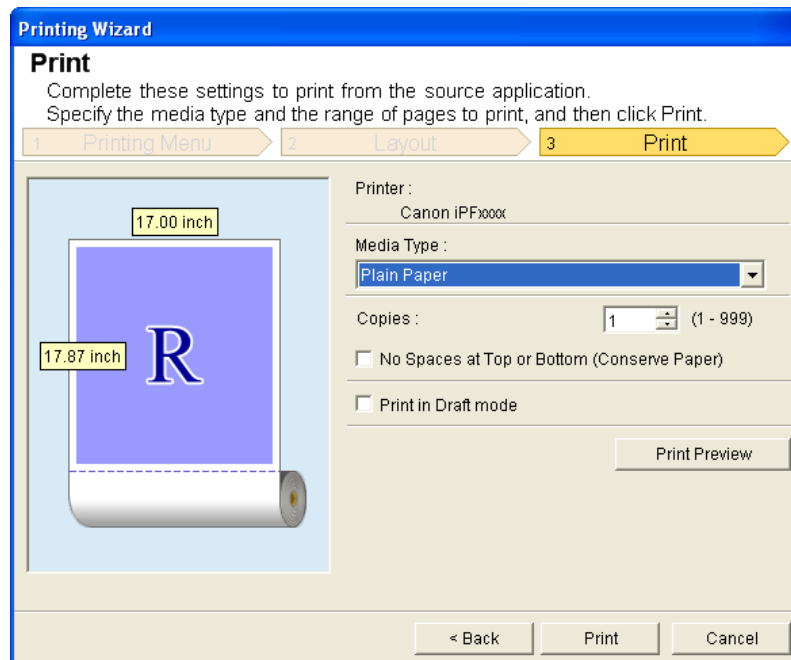 Printing Wizard
Print
Complete these settings to print from the source application.
Specify the media type and the range of pages to print, and then click Print.
1 Printing Menu 2 Layout 3 Print
Printer :
Canon iPFxxxx
17.00 inch
17.87 inch
R
Media Type :
Plain Paper
Copies : 1 (1 - 999)
No Spaces at Top or Bottom (Conserve Paper)
Print in Draft mode
Print Preview
< Back Print Cancel